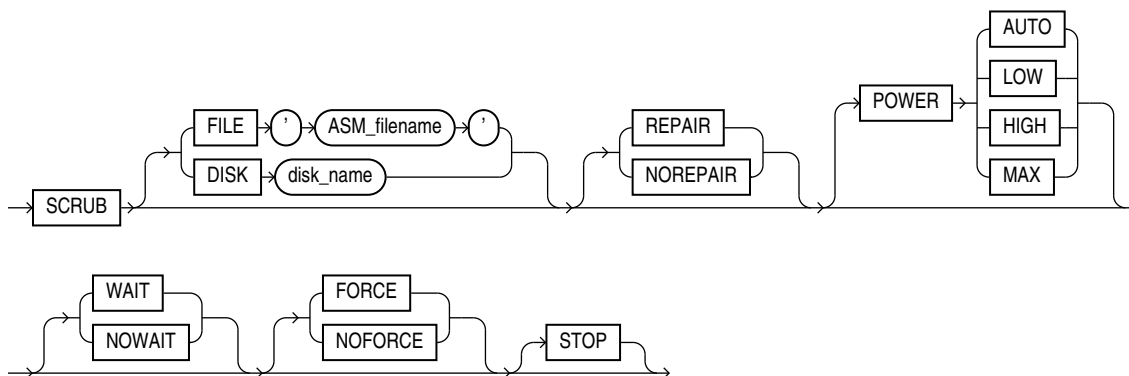 AUTO
FILE ' ASM_filename ' REPAIR POWER LOW
DISK disk_name NOREPAIR HIGH
SCRUB MAX
WAIT FORCE
NOWAIT NOFORCE STOP